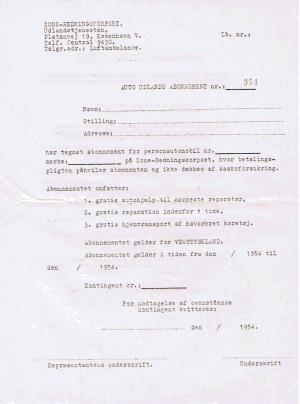 ZONE-REDNINGSKORPSET,
Udlandstjenesten,
Platanvej 19, København V.
Telf. Central 9430.
Telgr.adr.: Luftambulance.
Lb. nr.:
AUTO UDLANDS ABONNEMENT nr.: 351
Navn:
Stilling:
Adresse:
har tegnet abonnement for personautomobil nr.
mærke: på Zone-Redningskorpset, hvor betalings-
pligten påhviler abonnenten og ikke dækkes af kaskoforsikring.
Abonnementet omfatter:
1. gratis autohjælp til nærmeste reparatør,
2. gratis reparation indenfor 1 time,
3. gratis hjemtransport af havareret køretøj.
Abonnementet gælder for VESTTYSKLAND.
Abonnementet gælder i tiden fra den / 1954 til
den / 1954.
Kontingent kr.:
For modtagelse af ovenstående
kontingent kvitteres:
den / 1954.
Repræsentantens underskrift.
Underskrift